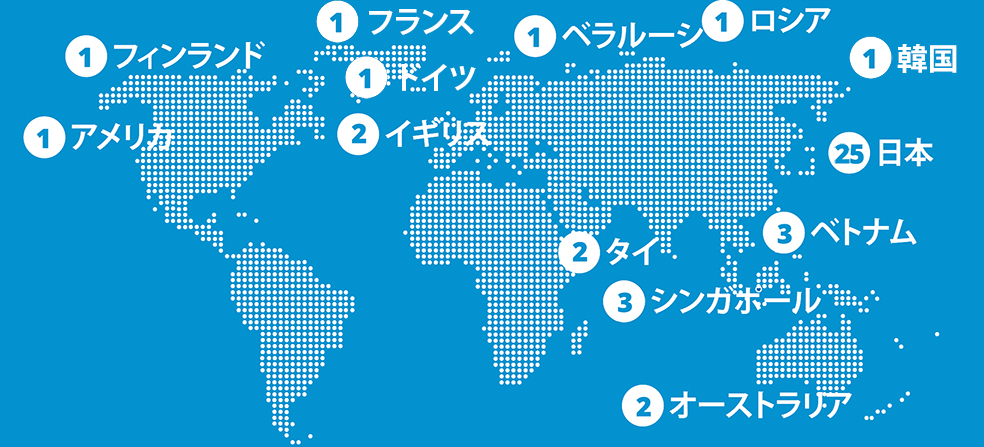 1 フランス
1 ベラルーシ
1 ロシア
1 フィンランド
1 韓国
1 ドイツ
1 アメリカ
2 イギリス
25 日本
3 ベトナム
2 タイ
3 シンガポール
2 オーストラリア